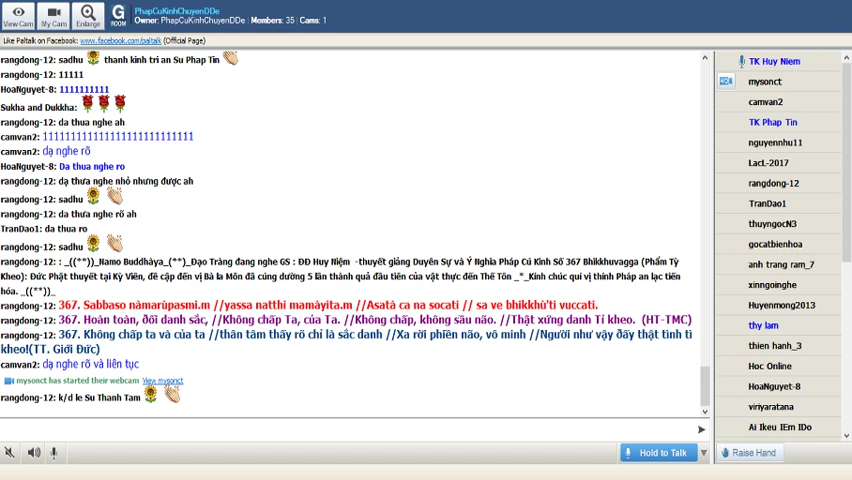 PhapCuKinhChuyenDDe
Owner: PhapCuKinhChuyenDDe | Members: 35 | Cams: 1
View Cam
My Cam
Enlarge
G
ROOM
Like Paltalk on Facebook: www.facebook.com/paltalk (Official Page)
rangdong-12: sadhu thanh kinh tri an Su Phap Tin
rangdong-12: 11111
HoaNguyet-8: 1111111111
Sukha and Dukkha:
rangdong-12: da thua nghe ah
camvan2: 1111111111111111111111111111
camvan2: dạ nghe rõ
HoaNguyet-8: Da thua nghe ro
rangdong-12: dạ thưa nghe nhỏ nhưng được ah
rangdong-12: sadhu
rangdong-12: da thưa nghe rõ ah
TranDao1: da thua ro
rangdong-12: sadhu
rangdong-12: : _((**))_Namo Buddhàya_(**)_Đạo Tràng đang nghe GS : ĐĐ Huy Niệm -thuyết giảng Duyên Sự và Ý Nghĩa Pháp Cú Kinh Số 367 Bhikkhuvagga (Phẩm Tỳ
Kheo): Đức Phật thuyết tại Kỳ Viên, đề cập đến vị Bà la Môn đã cúng dường 5 lần thành quả đầu tiên của vật thực đến Thế Tôn _*_Kính chúc quí vị thính Pháp an lạc tiến
hóa. _((**))_
rangdong-12: 367. Sabbaso nàmarùpasmi.m //yassa natthi mamàyita.m //Asatà ca na socati // sa ve bhikkhù'ti vuccati.
rangdong-12: 367. Hoàn toàn, đối danh sắc, //Không chấp Ta, của Ta. //Không chấp, không sầu não. //Thật xứng danh Tỉ kheo. (HT-TMC)
rangdong-12: 367. Không chấp ta và của ta //thân tâm thấy rõ chỉ là sắc danh //Xa rời phiền não, vô minh //Người như vậy đấy thật tình tì
kheo!(TT. Giới Đức)
camvan2: dạ nghe rõ và liên tục
mysonct has started their webcam View mysonct
rangdong-12: k/d le Su Thanh Tam
TK Huy Niem
mysonct
camvan2
TK Phap Tin
nguyennhu11
LacL-2017
rangdong-12
TranDao1
thuyngocN3
gocatbienhoa
anh trang ram_7
xinngoinghe
Huyenmong2013
thy lam
thien hanh_3
Hoc Online
HoaNguyet-8
viriyaratana
Ai Ikeu IEm IDo
Hold to Talk
Raise Hand